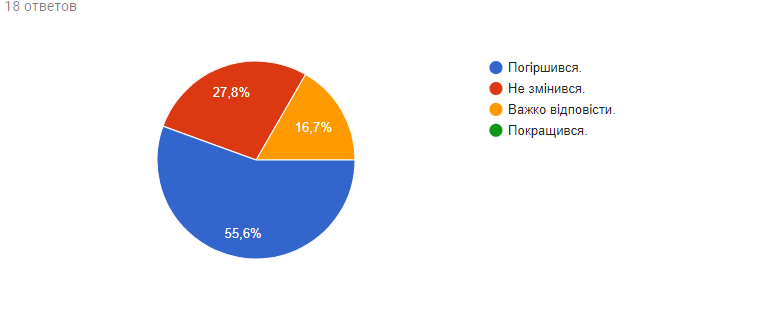 18 ответов
Погіршився.
27,8%
Не змінився.
Важко відповісти.
16,7%
Покращився.
55,6%